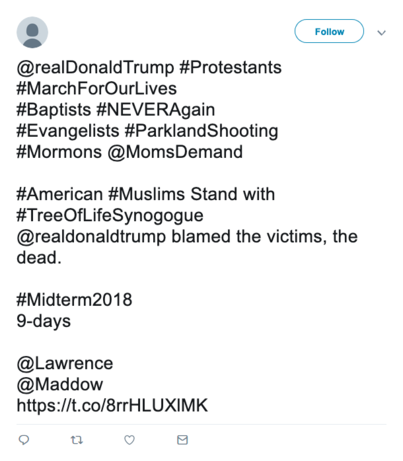 Follow
@realDonaldTrump #Protestants
#MarchForOurLives
#Baptists #NEVERAgain
#Evangelists #ParklandShooting
#Mormons @MomsDemand
#American #Muslims Stand with
#TreeOfLifeSynogogue
@realdonaldtrump blamed the victims, the
dead.
#Midterm2018
9-days
@Lawrence
@Maddow
https://t.co/8rrHLUXlMK